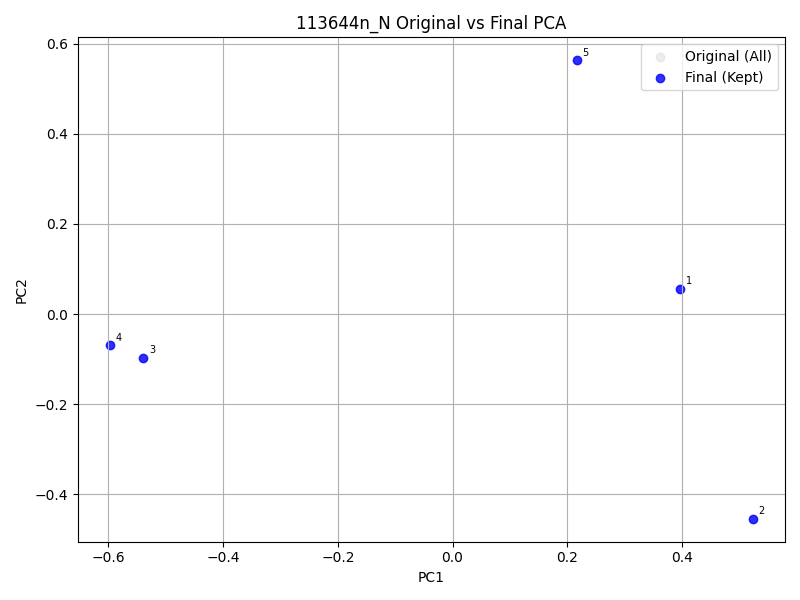 113644n_N Original vs Final PCA
0.6
0.4
0.2
0.0
−0.2
−0.4
PC2
5
1
4
3
2
Original (All)
Final (Kept)
−0.6 −0.4 −0.2 0.0 0.2 0.4
PC1